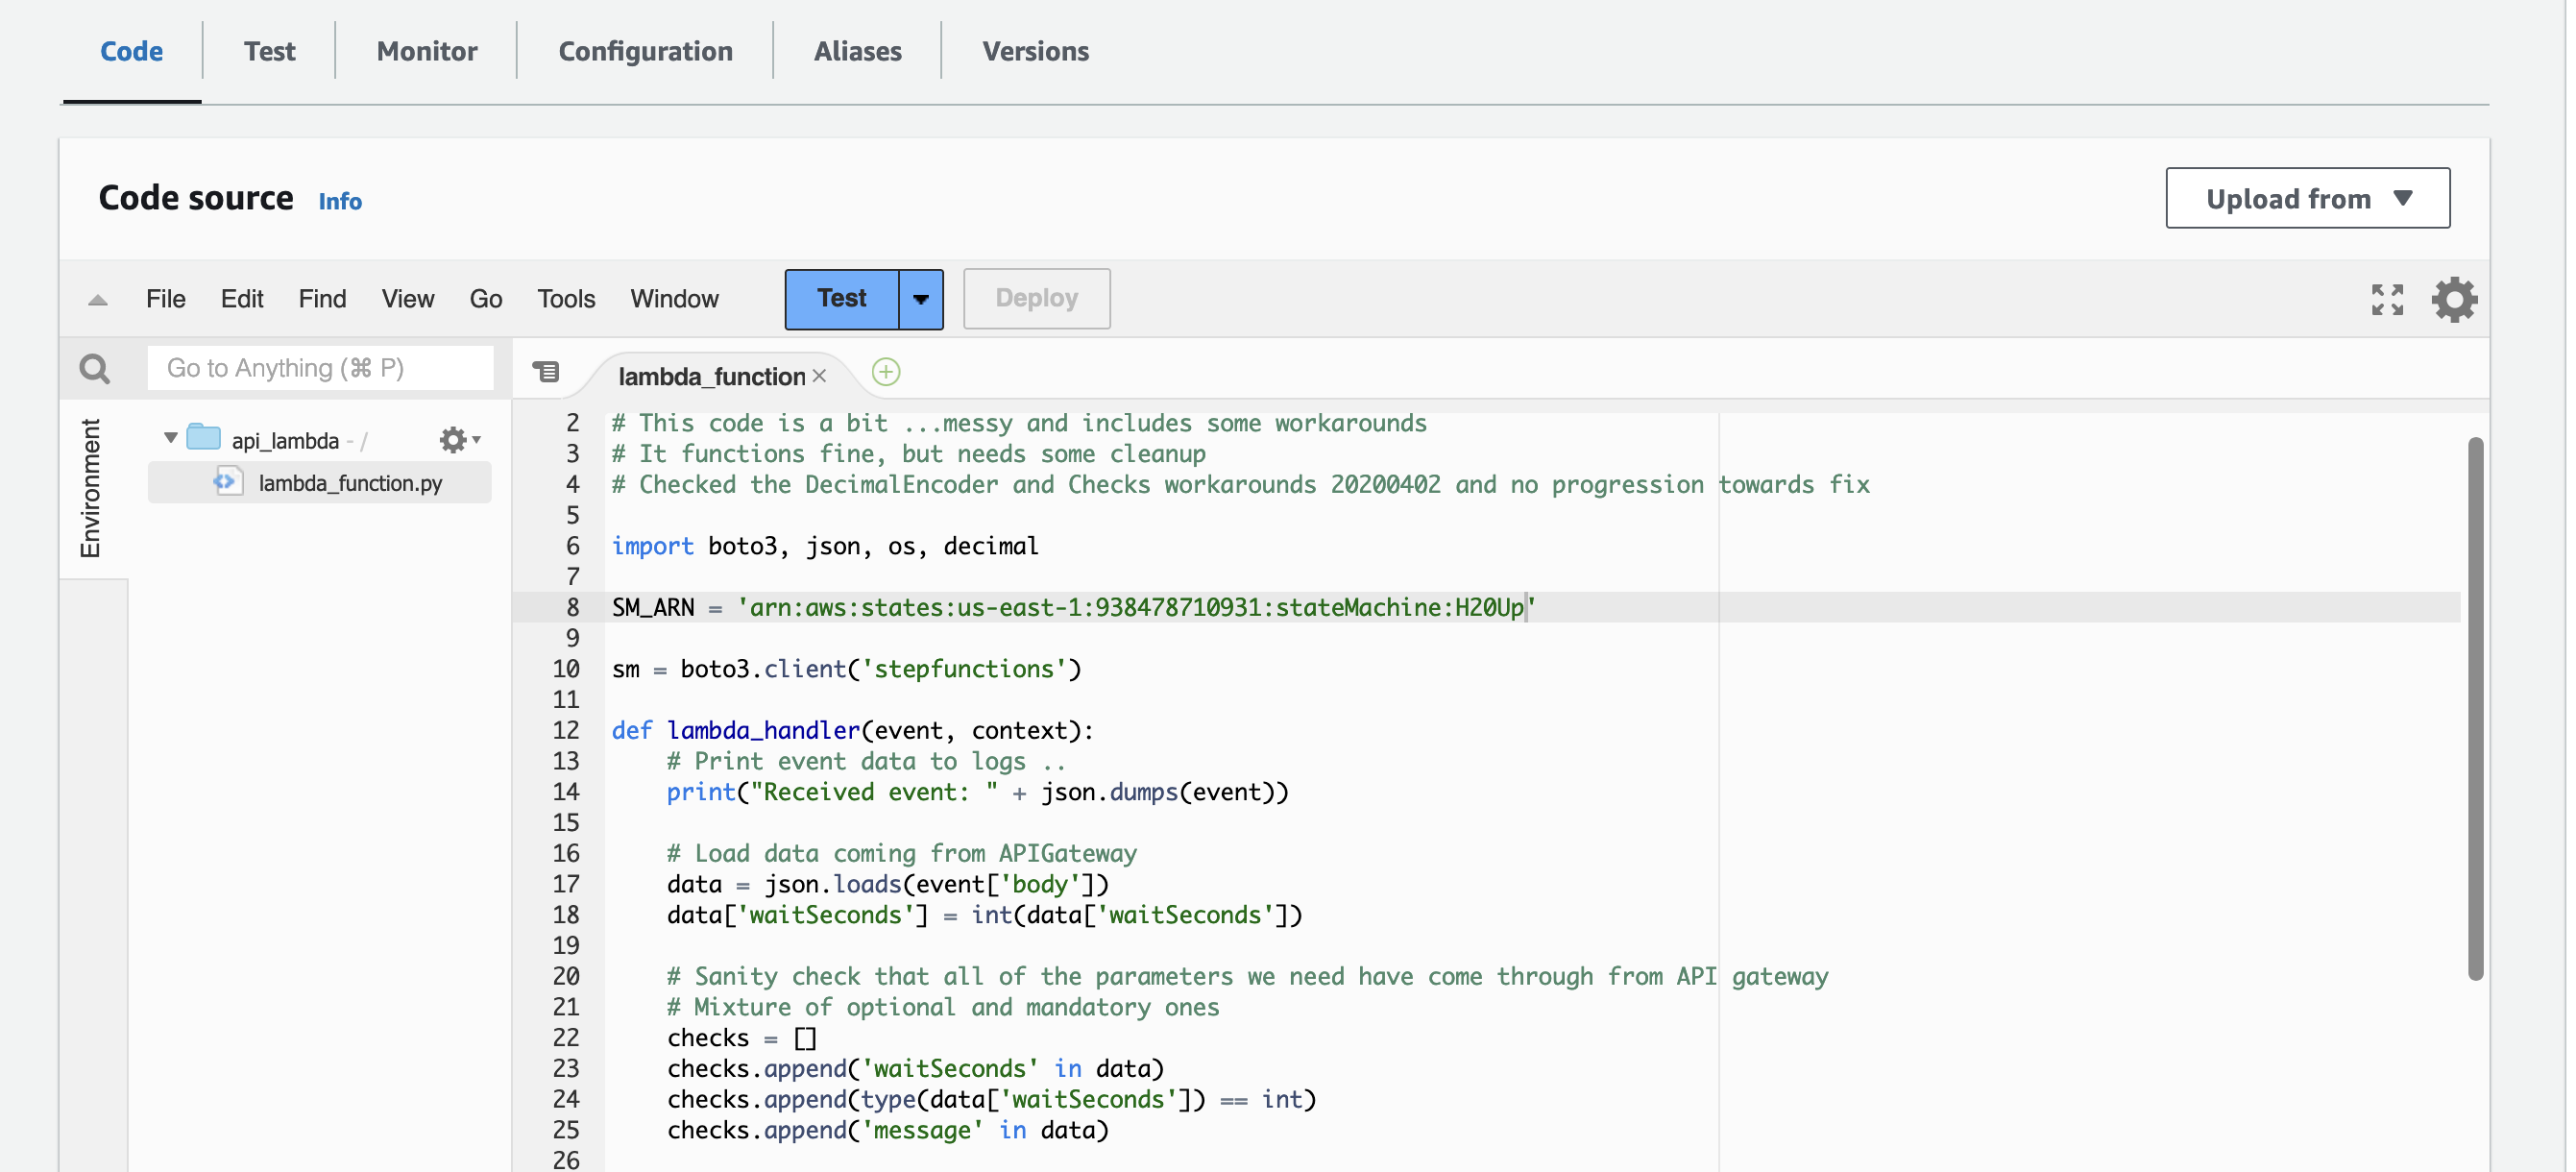 Code
Test
Monitor
Configuration
Aliases
Versions
Code source Info
Upload from
File Edit Find View Go Tools Window Test Deploy
Go to Anything (⌘ P)
lambda_function
Environment
api_lambda - /
lambda_function.py
2 # This code is a bit ...messy and includes some workarounds
3 # It functions fine, but needs some cleanup
4 # Checked the DecimalEncoder and Checks workarounds 20200402 and no progression towards fix
5
6 import boto3, json, os, decimal
7
8 SM_ARN = 'arn:aws:states:us-east-1:938478710931:stateMachine:H20Up'
9
10 sm = boto3.client('stepfunctions')
11
12 def lambda_handler(event, context):
13 # Print event data to logs ..
14 print("Received event: " + json.dumps(event))
15
16 # Load data coming from APIGateway
17 data = json.loads(event['body'])
18 data['waitSeconds'] = int(data['waitSeconds'])
19
20 # Sanity check that all of the parameters we need have come through from API gateway
21 # Mixture of optional and mandatory ones
22 checks = []
23 checks.append('waitSeconds' in data)
24 checks.append(type(data['waitSeconds']) == int)
25 checks.append('message' in data)
26